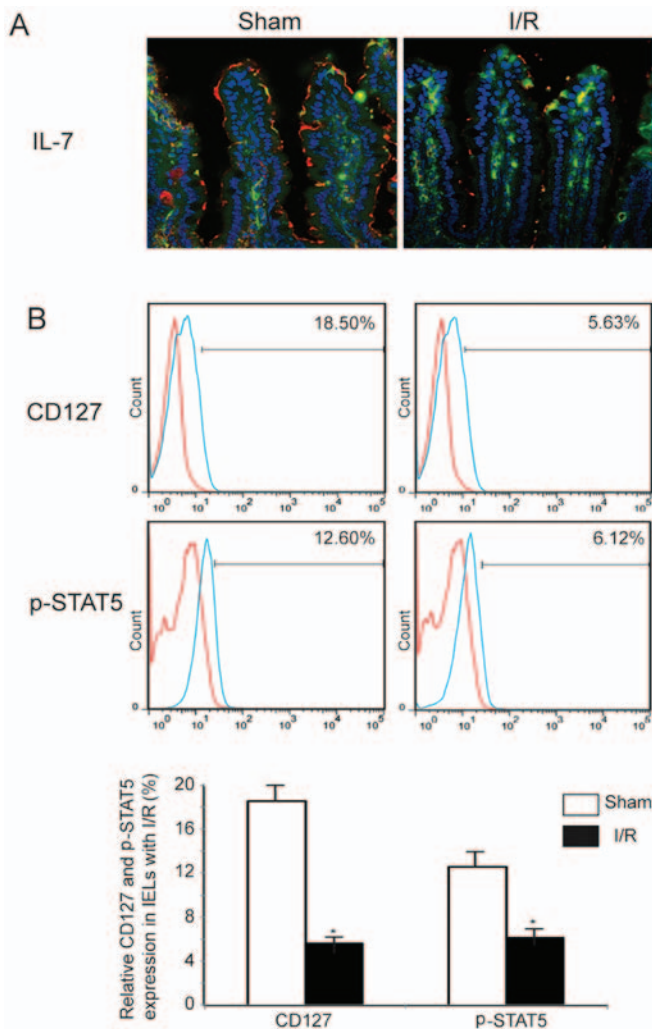 A
Sham
I/R
IL-7
B
CD127
Count
18.50%
0
10⁰ 10¹ 10² 10³ 10⁴ 10⁵
Count
5.63%
0
10⁰ 10¹ 10² 10³ 10⁴ 10⁵
p-STAT5
Count
12.60%
0
10⁰ 10¹ 10² 10³ 10⁴ 10⁵
Count
6.12%
0
10⁰ 10¹ 10² 10³ 10⁴ 10⁵
Relative CD127 and p-STAT5
expression in IELs with I/R (%)
20
16
12
8
4
0
*
*
Sham
I/R
CD127
p-STAT5